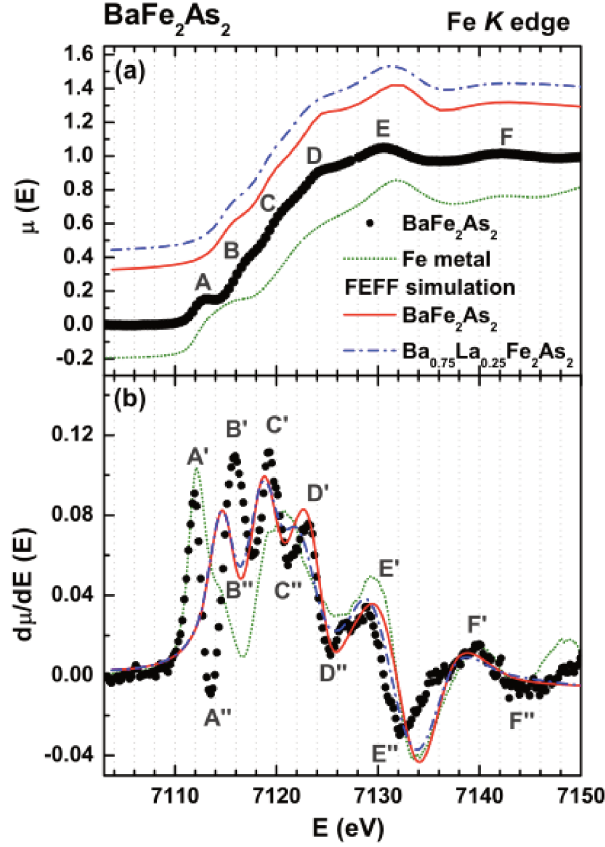 BaFe₂As₂ Fe K edge
(a)
1.6
1.4
1.2
1.0
0.8
0.6
0.4
0.2
0.0
-0.2
μ (E)
A
B
C
D
E
F
BaFe₂As₂
Fe metal
FEFF simulation
BaFe₂As₂
Ba₀.₇₅La₀.₂₅Fe₂As₂
(b)
0.12
0.08
0.04
0.00
-0.04
dμ/dE (E)
A'
B'
C'
D'
E'
F'
A''
B''
C''
D''
E''
F''
7110 7120 7130 7140 7150
E (eV)